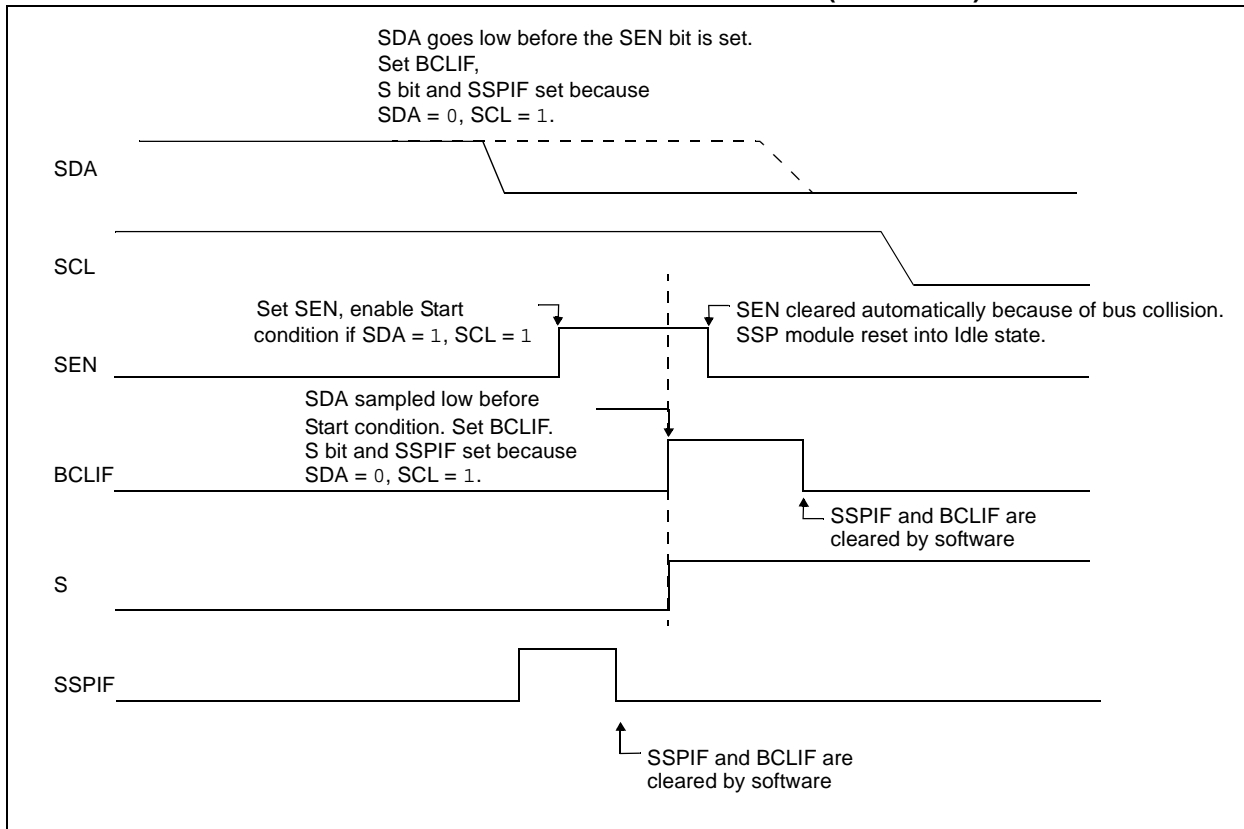 SDA goes low before the SEN bit is set.
Set BCLIF,
S bit and SSPIF set because
SDA = 0, SCL = 1.
SDA
SCL
Set SEN, enable Start
condition if SDA = 1, SCL = 1
SEN cleared automatically because of bus collision.
SSP module reset into Idle state.
SEN
SDA sampled low before
Start condition. Set BCLIF.
S bit and SSPIF set because
SDA = 0, SCL = 1.
BCLIF
SSPIF and BCLIF are
cleared by software
S
SSPIF
SSPIF and BCLIF are
cleared by software